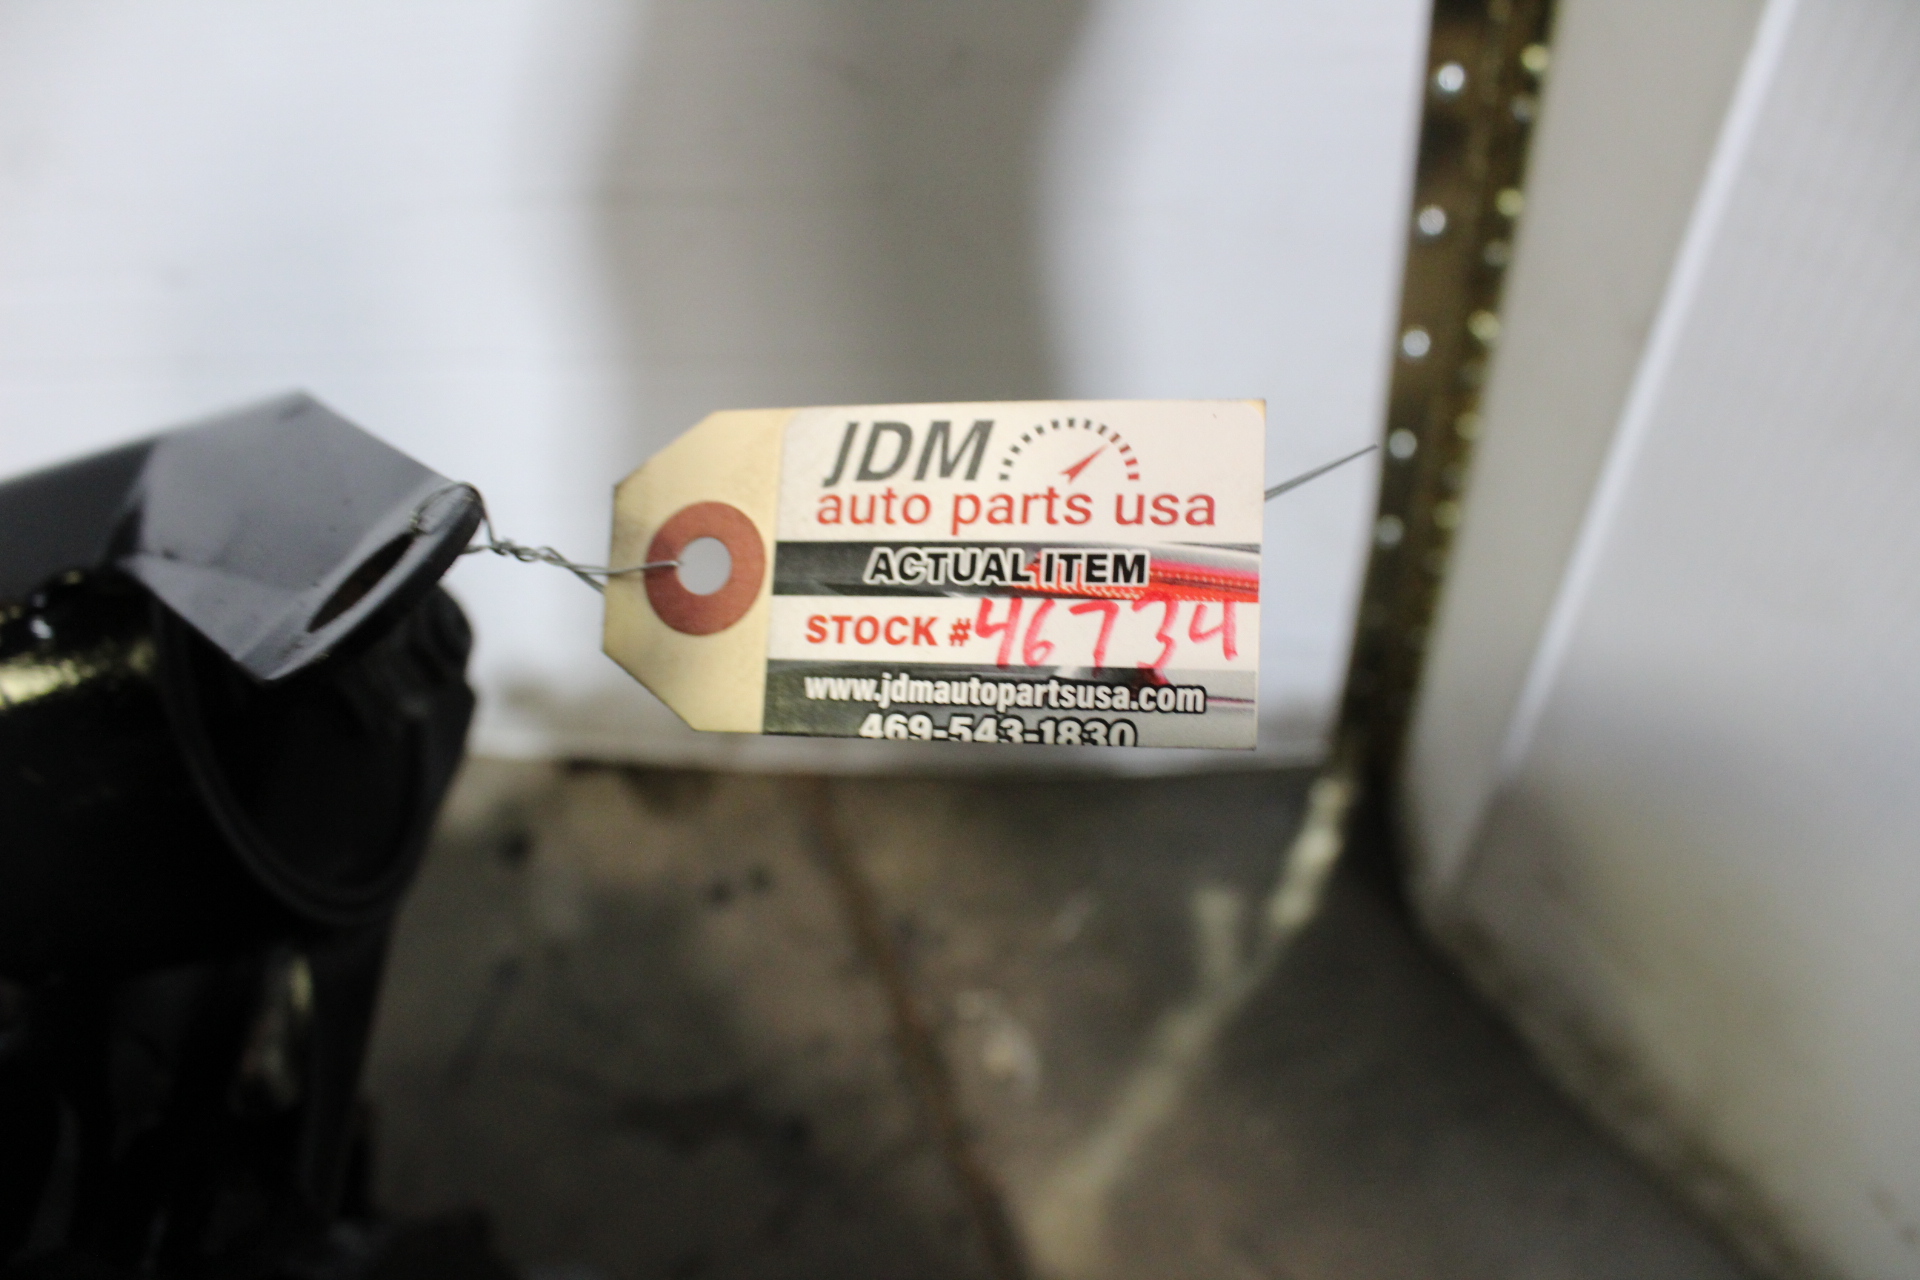 JDM
auto parts usa
ACTUAL ITEM
STOCK # 46734
www.jdmautopartsusa.com
469-543-1830